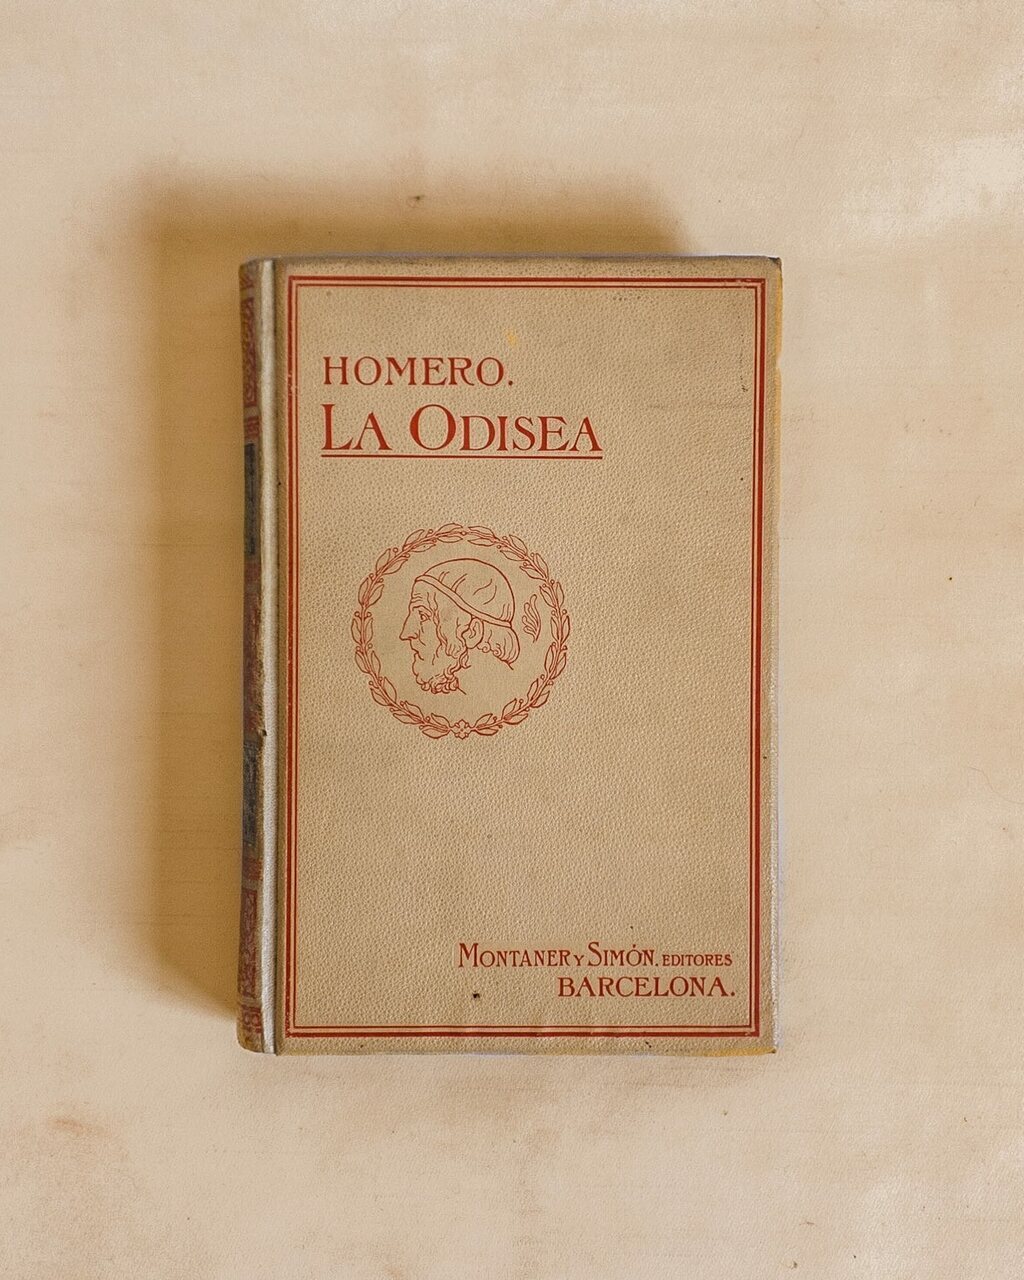 HOMERO.
LA ODISEA
MONTANER Y SIMÓN, EDITORES
BARCELONA.